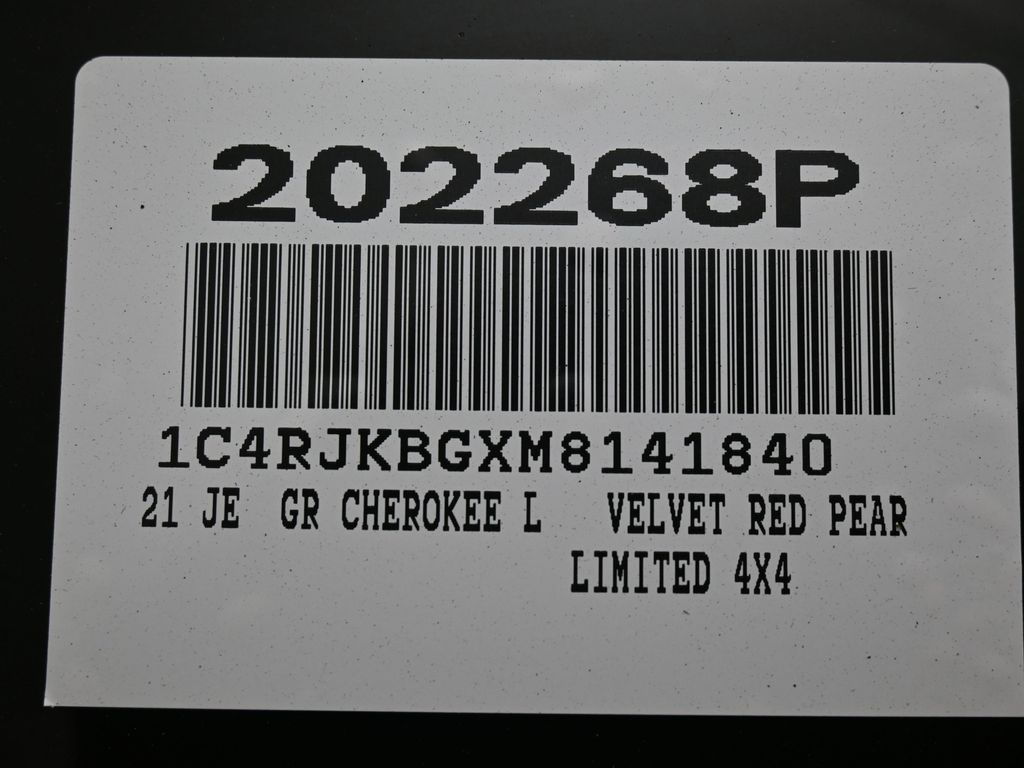 202268P
1C4RJKBGXM8141840
21 JE GR CHEROKEE L VELVET RED PEAR
LIMITED 4X4